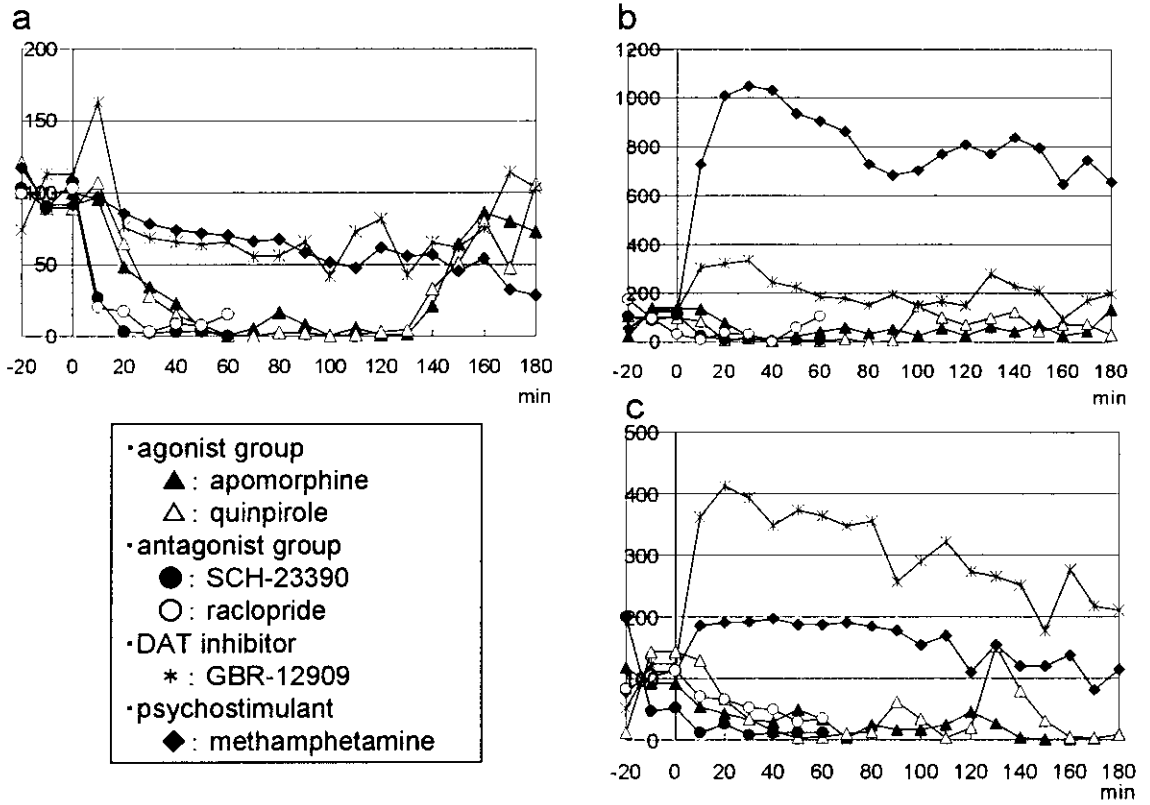 a
200
150
100
50
0
-20 0 20 40 60 80 100 120 140 160 180
min
b
1200
1000
800
600
400
200
0
-20 0 20 40 60 80 100 120 140 160 180
min
c
500
400
300
200
100
0
-20 0 20 40 60 80 100 120 140 160 180
min
・agonist group
▲ : apomorphine
△ : quinpirole
・antagonist group
● : SCH-23390
○ : raclopride
・DAT inhibitor
* : GBR-12909
・psychostimulant
◆ : methamphetamine